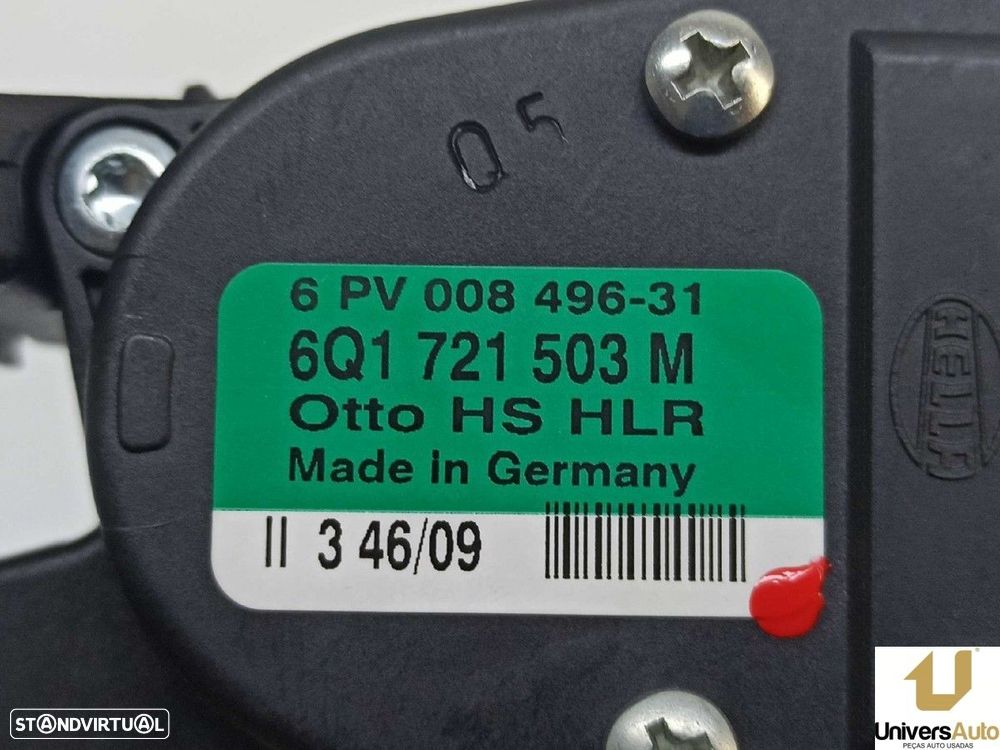 Q5
6 PV 008 496-31
6Q1 721 503 M
Otto HS HLR
Made in Germany
II 3 46/09
HELLA
STANDVIRTUAL
UniversAuto
PEÇAS AUTO USADAS